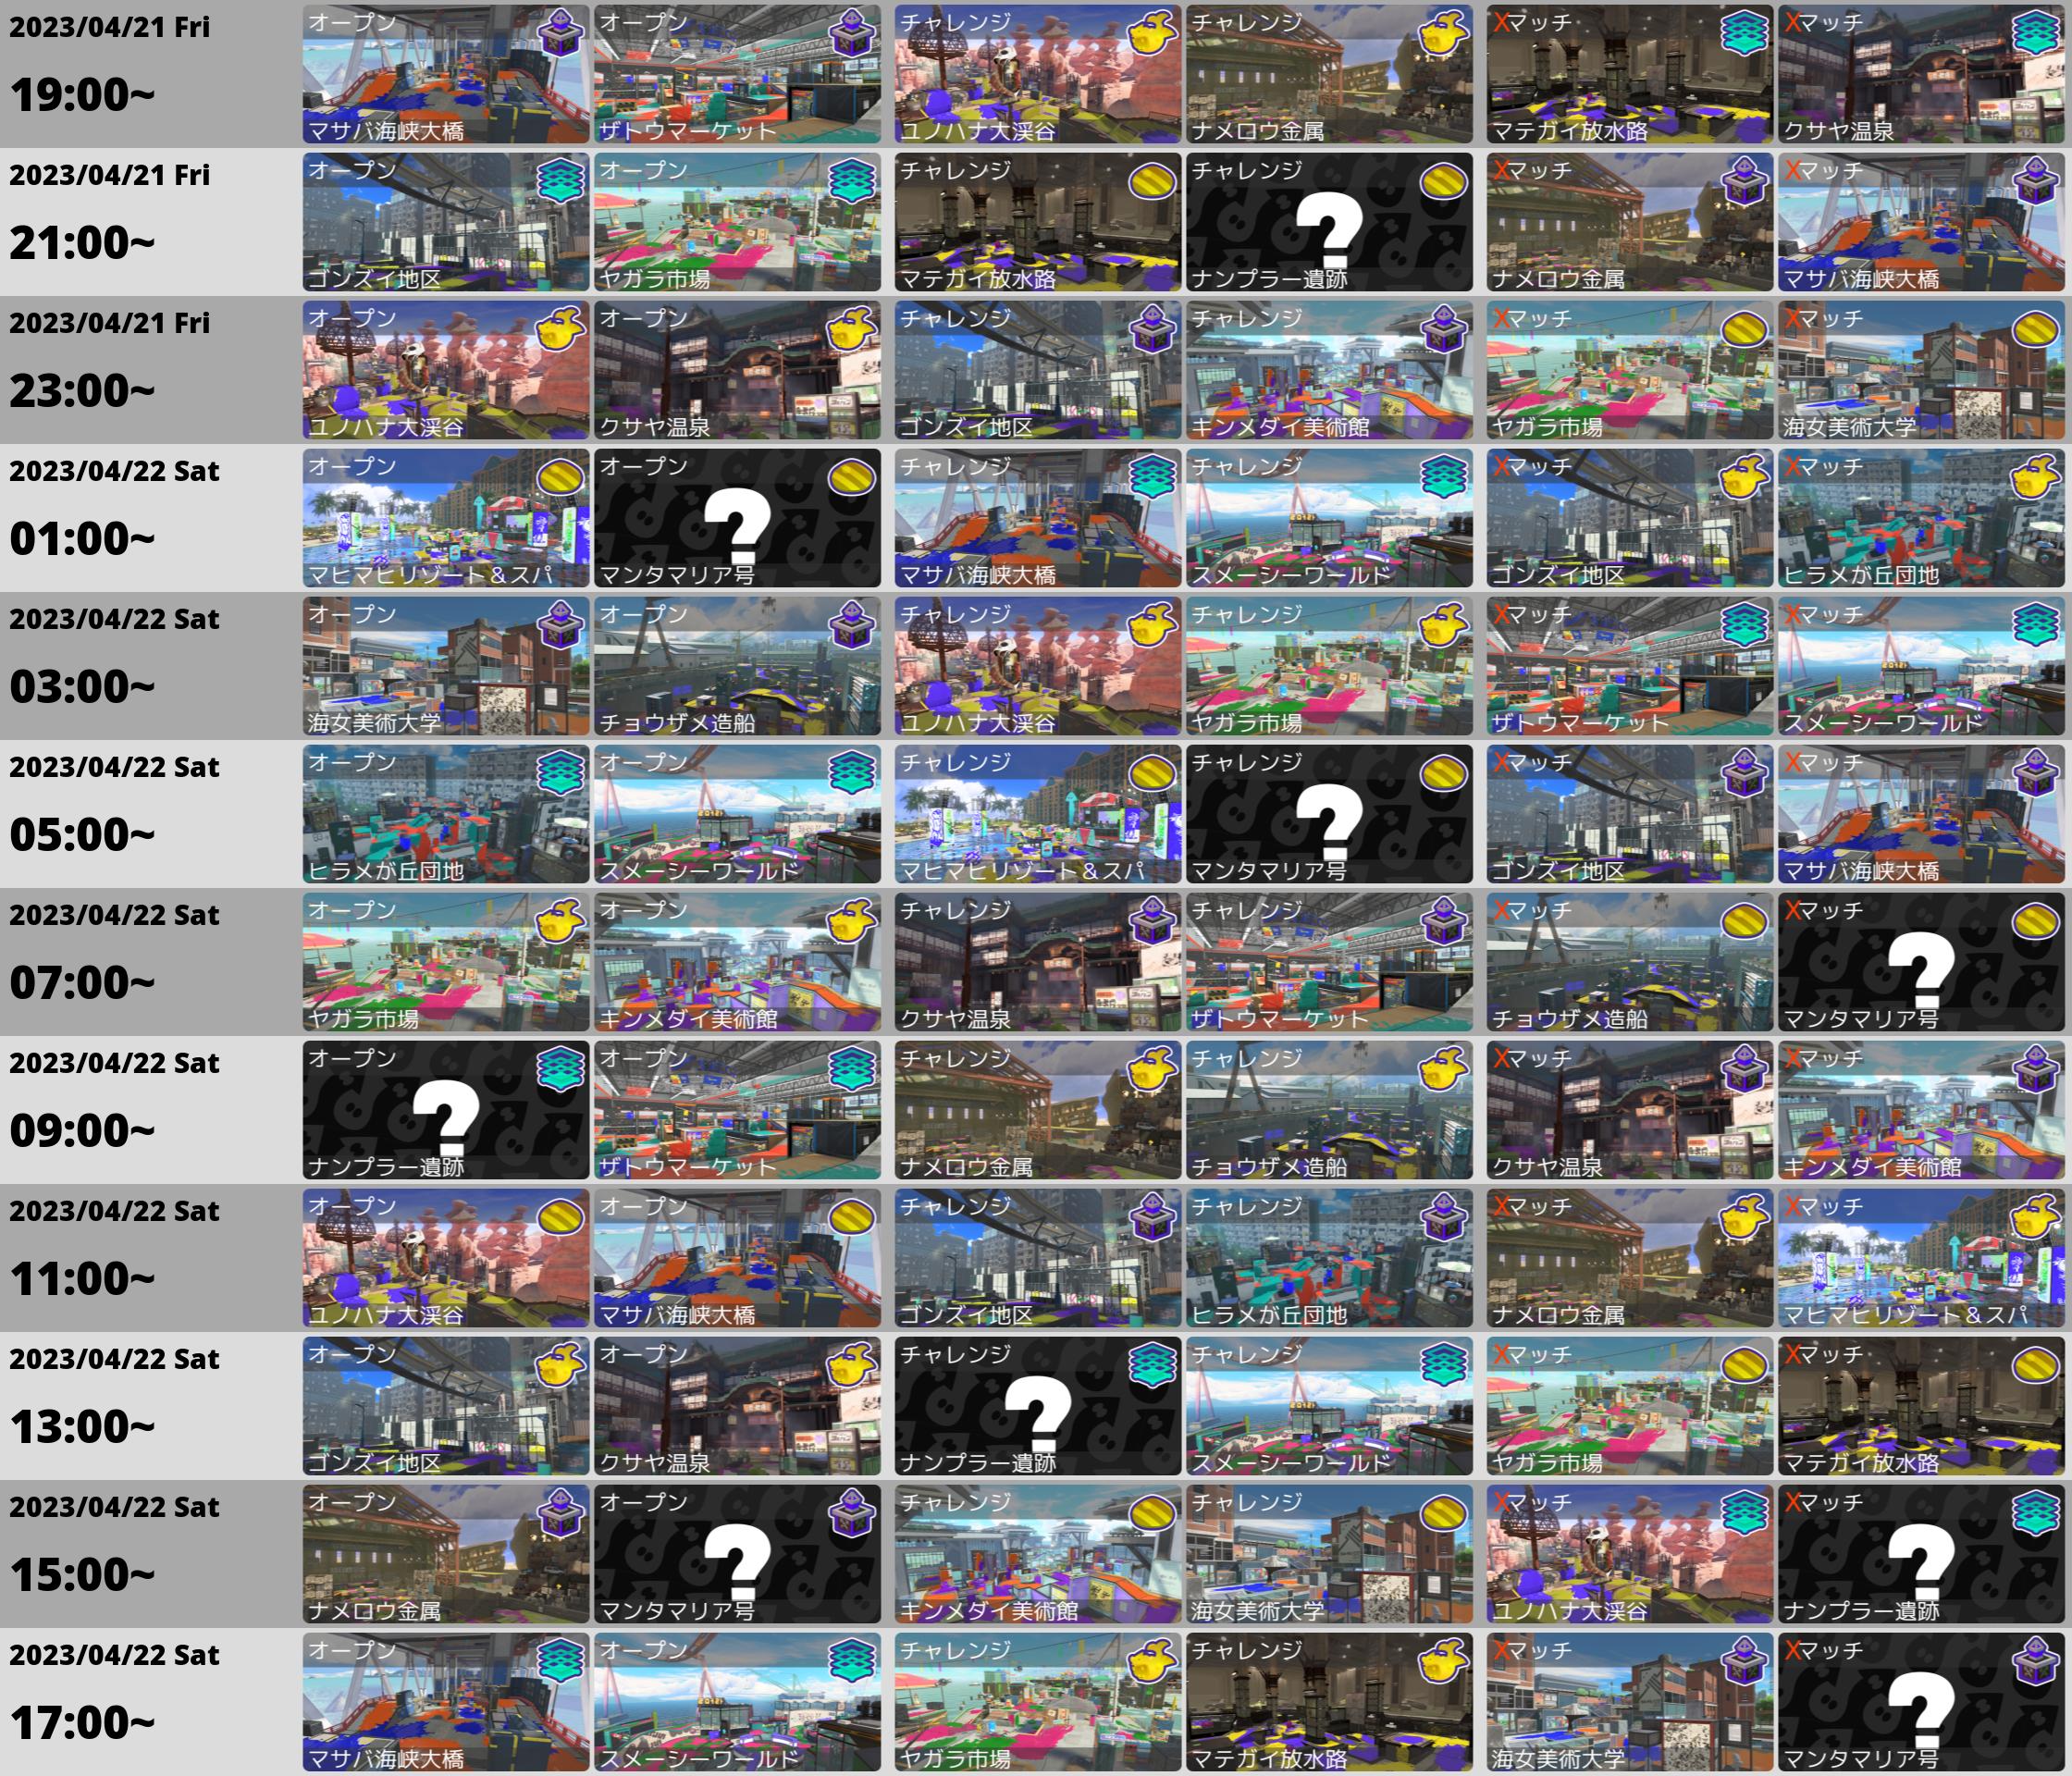 2023/04/21 Fri
19:00~
オープン オープン チャレンジ チャレンジ Xマッチ Xマッチ
マサバ海峡大橋 ザトウマーケット ユノハナ大渓谷 ナメロウ金属 マテガイ放水路 クサヤ温泉
2023/04/21 Fri
21:00~
オープン オープン チャレンジ チャレンジ Xマッチ Xマッチ
ゴンズイ地区 ヤガラ市場 マテガイ放水路 ナンプラー遺跡 ナメロウ金属 マサバ海峡大橋
2023/04/21 Fri
23:00~
オープン オープン チャレンジ チャレンジ Xマッチ Xマッチ
ユノハナ大渓谷 クサヤ温泉 ゴンズイ地区 キンメダイ美術館 ヤガラ市場 海女美術大学
2023/04/22 Sat
01:00~
オープン オープン チャレンジ チャレンジ Xマッチ Xマッチ
マヒマヒリゾート＆スパ マンタマリア号 マサバ海峡大橋 スメーシーワールド ゴンズイ地区 ヒラメが丘団地
2023/04/22 Sat
03:00~
オープン オープン チャレンジ チャレンジ Xマッチ Xマッチ
海女美術大学 チョウザメ造船 ユノハナ大渓谷 ヤガラ市場 ザトウマーケット スメーシーワールド
2023/04/22 Sat
05:00~
オープン オープン チャレンジ チャレンジ Xマッチ Xマッチ
ヒラメが丘団地 スメーシーワールド マヒマヒリゾート＆スパ マンタマリア号 ゴンズイ地区 マサバ海峡大橋
2023/04/22 Sat
07:00~
オープン オープン チャレンジ チャレンジ Xマッチ Xマッチ
ヤガラ市場 キンメダイ美術館 クサヤ温泉 ザトウマーケット チョウザメ造船 マンタマリア号
2023/04/22 Sat
09:00~
オープン オープン チャレンジ チャレンジ Xマッチ Xマッチ
ナンプラー遺跡 ザトウマーケット ナメロウ金属 チョウザメ造船 クサヤ温泉 キンメダイ美術館
2023/04/22 Sat
11:00~
オープン オープン チャレンジ チャレンジ Xマッチ Xマッチ
ユノハナ大渓谷 マサバ海峡大橋 ゴンズイ地区 ヒラメが丘団地 ナメロウ金属 マヒマヒリゾート＆スパ
2023/04/22 Sat
13:00~
オープン オープン チャレンジ チャレンジ Xマッチ Xマッチ
ゴンズイ地区 クサヤ温泉 ナンプラー遺跡 スメーシーワールド ヤガラ市場 マテガイ放水路
2023/04/22 Sat
15:00~
オープン オープン チャレンジ チャレンジ Xマッチ Xマッチ
ナメロウ金属 マンタマリア号 キンメダイ美術館 海女美術大学 ユノハナ大渓谷 ナンプラー遺跡
2023/04/22 Sat
17:00~
オープン オープン チャレンジ チャレンジ Xマッチ Xマッチ
マサバ海峡大橋 スメーシーワールド ヤガラ市場 マテガイ放水路 海女美術大学 マンタマリア号